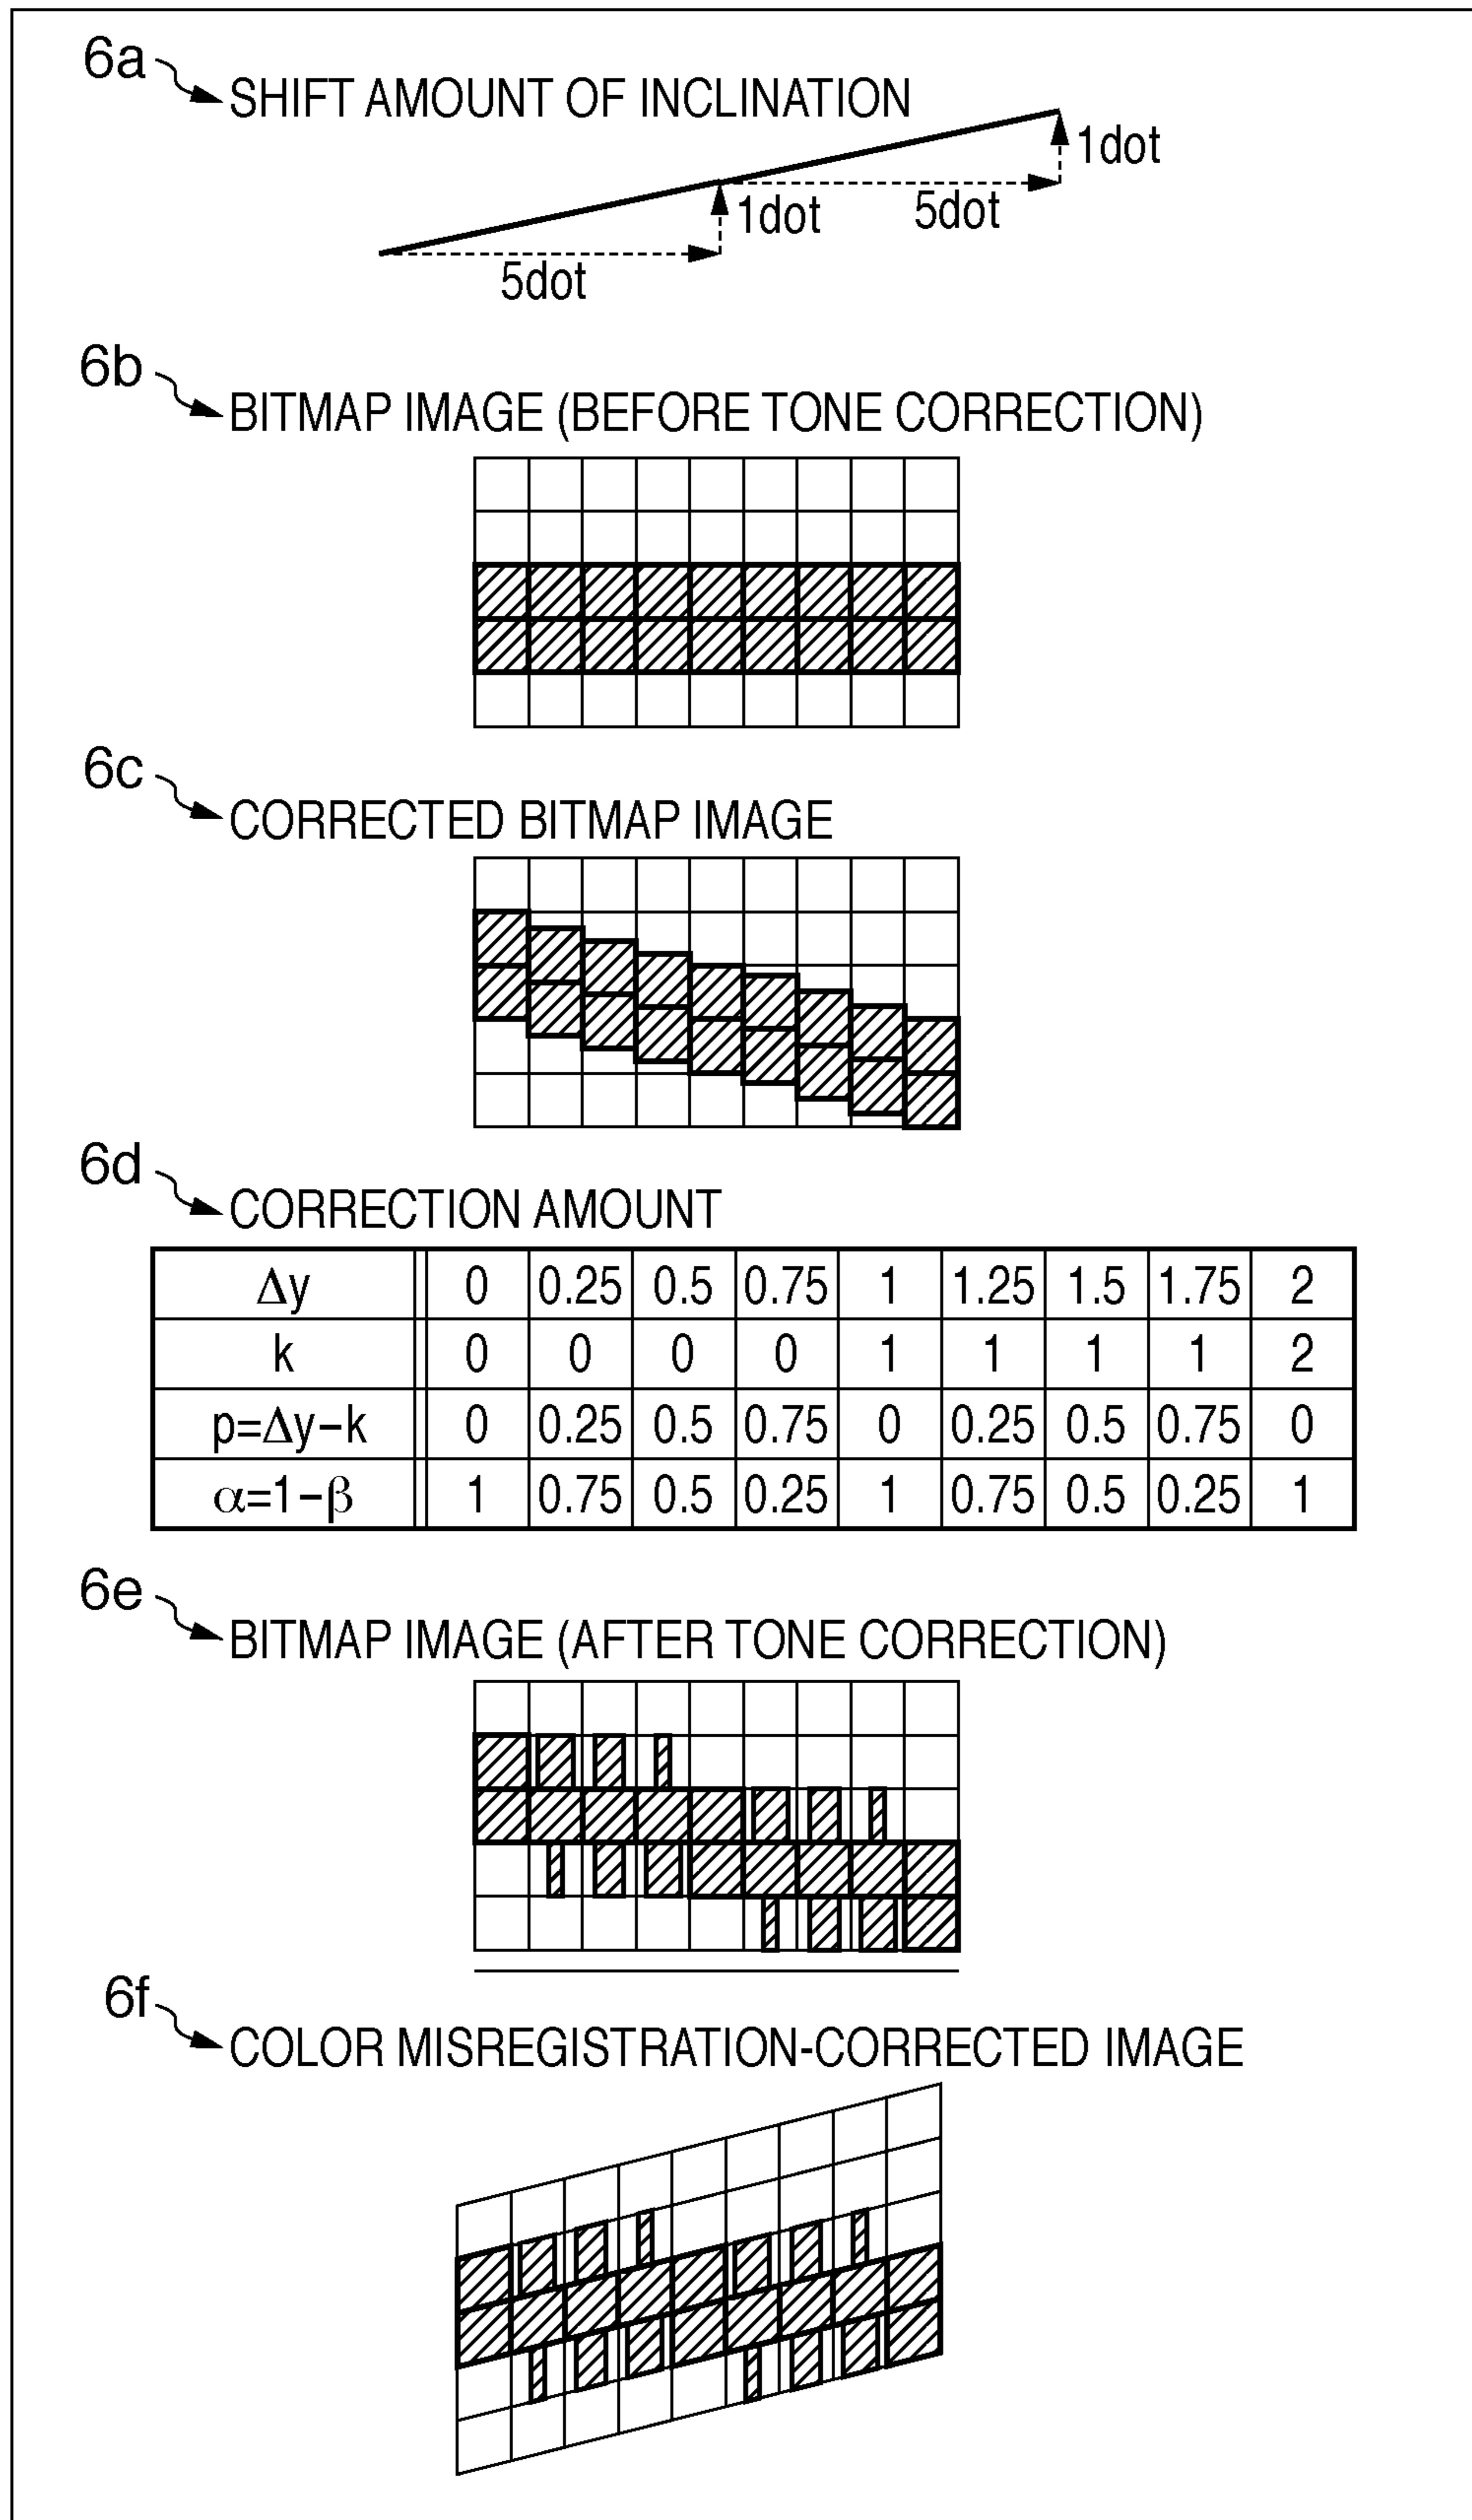 6a
SHIFT AMOUNT OF INCLINATION
1dot
1dot
5dot
5dot
6b
BITMAP IMAGE (BEFORE TONE CORRECTION)
6c
CORRECTED BITMAP IMAGE
6d
CORRECTION AMOUNT
Δy 0 0.25 0.5 0.75 1 1.25 1.5 1.75 2
k 0 0 0 0 1 1 1 1 2
p=Δy−k 0 0.25 0.5 0.75 0 0.25 0.5 0.75 0
α=1−β 1 0.75 0.5 0.25 1 0.75 0.5 0.25 1
6e
BITMAP IMAGE (AFTER TONE CORRECTION)
6f
COLOR MISREGISTRATION-CORRECTED IMAGE